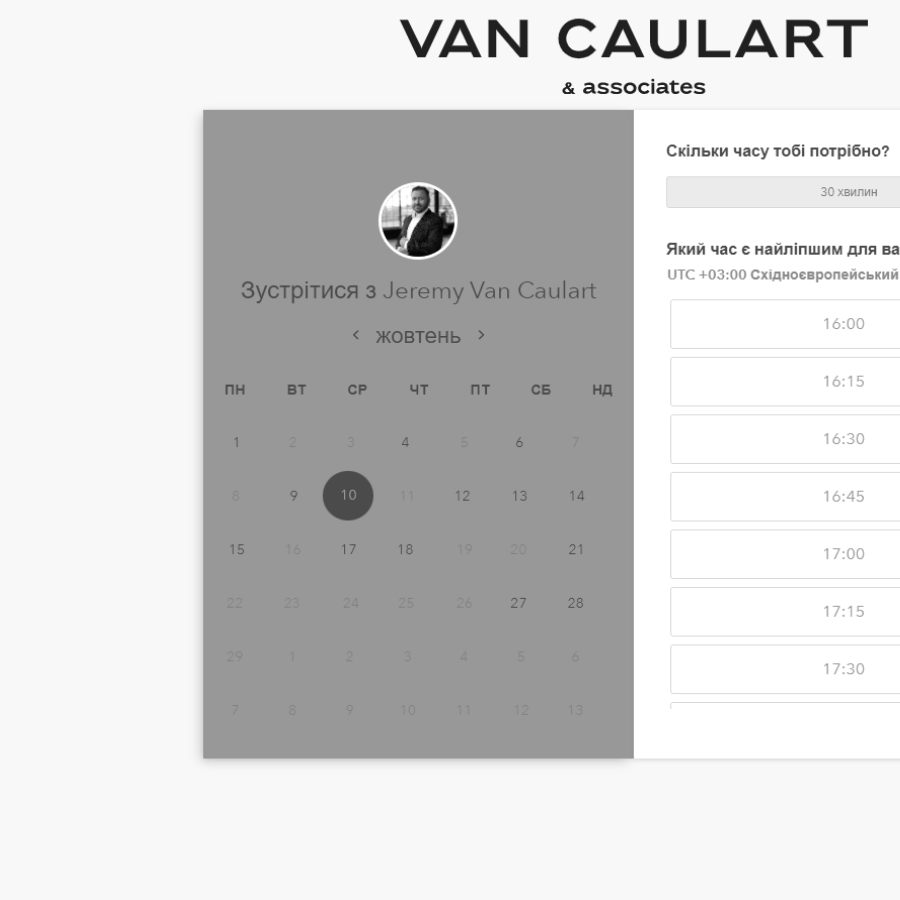 VAN CAULART
& associates
Зустрітися з Jeremy Van Caulart
жовтень
ПН ВТ СР ЧТ ПТ СБ НД
1 2 3 4 5 6 7
8 9 10 11 12 13 14
15 16 17 18 19 20 21
22 23 24 25 26 27 28
29 1 2 3 4 5 6
7 8 9 10 11 12 13
Скільки часу тобі потрібно?
30 хвилин
Який час є найліпшим для ва
UTC +03:00 Східноєвропейський
16:00
16:15
16:30
16:45
17:00
17:15
17:30